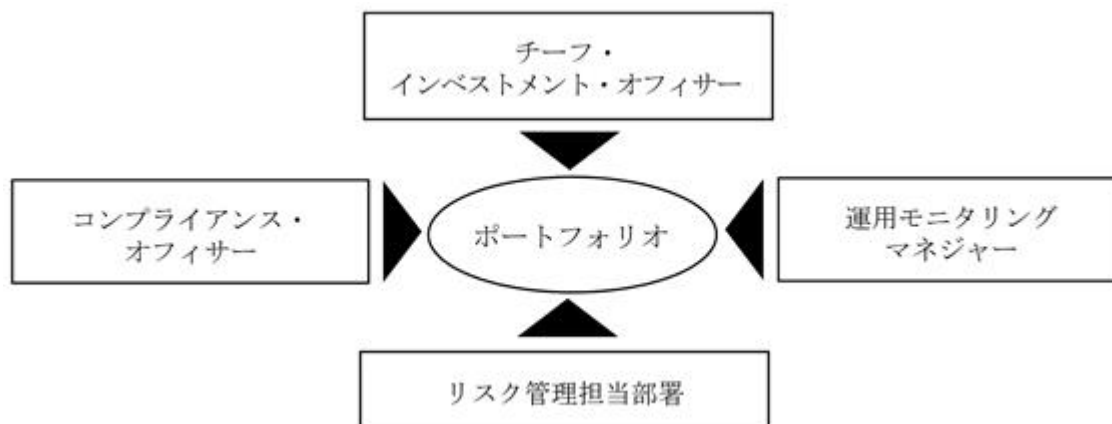 チーフ・
インベストメント・オフィサー
コンプライアンス・
オフィサー
ポートフォリオ
運用モニタリング
マネジャー
リスク管理担当部署